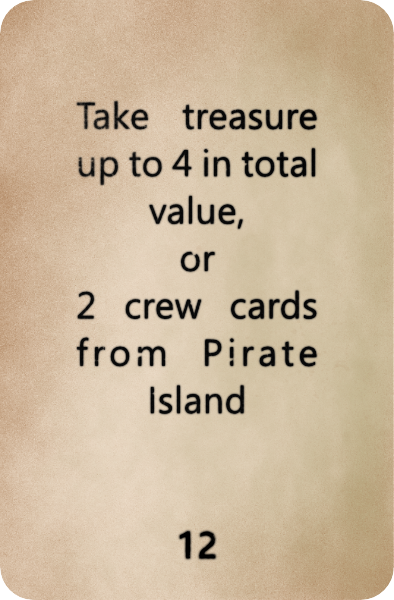 Take treasure
up to 4 in total
value,
or
2 crew cards
from Pirate
Island
12